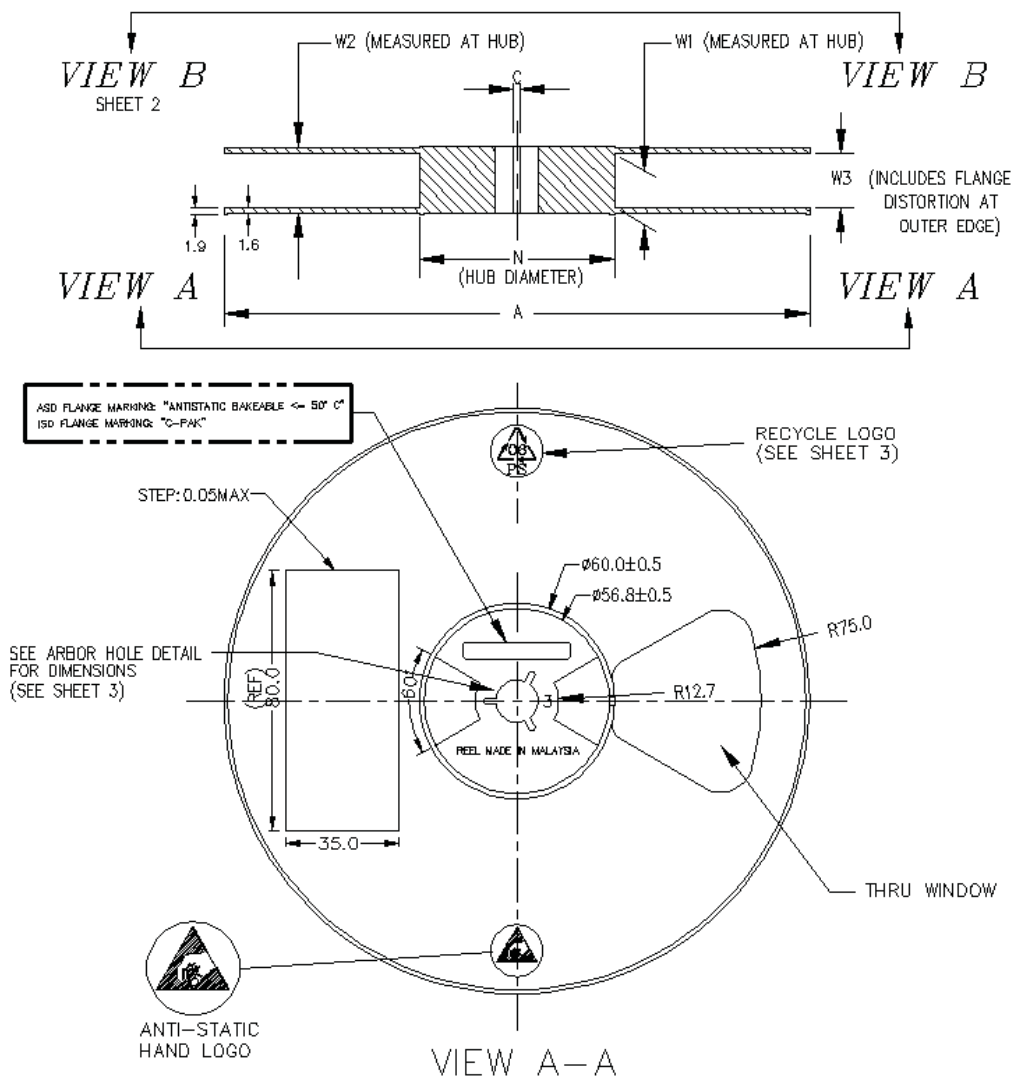 W2 (MEASURED AT HUB)
W1 (MEASURED AT HUB)
VIEW B
SHEET 2
C
VIEW B
W3 (INCLUDES FLANGE
DISTORTION AT
OUTER EDGE)
1.9
1.6
N
(HUB DIAMETER)
VIEW A
A
VIEW A
ASD FLANGE MARKING: "ANTISTATIC BAKEABLE <= 50° C"
ISD FLANGE MARKING: "C-PAK"
RECYCLE LOGO
(SEE SHEET 3)
06
PS
STEP:0.05MAX
ø60.0±0.5
ø56.8±0.5
R75.0
SEE ARBOR HOLE DETAIL
FOR DIMENSIONS
(SEE SHEET 3)
(REF)
80.0
60°
R12.7
3
REEL MADE IN MALAYSIA
35.0
THRU WINDOW
ANTI-STATIC
HAND LOGO
VIEW A-A